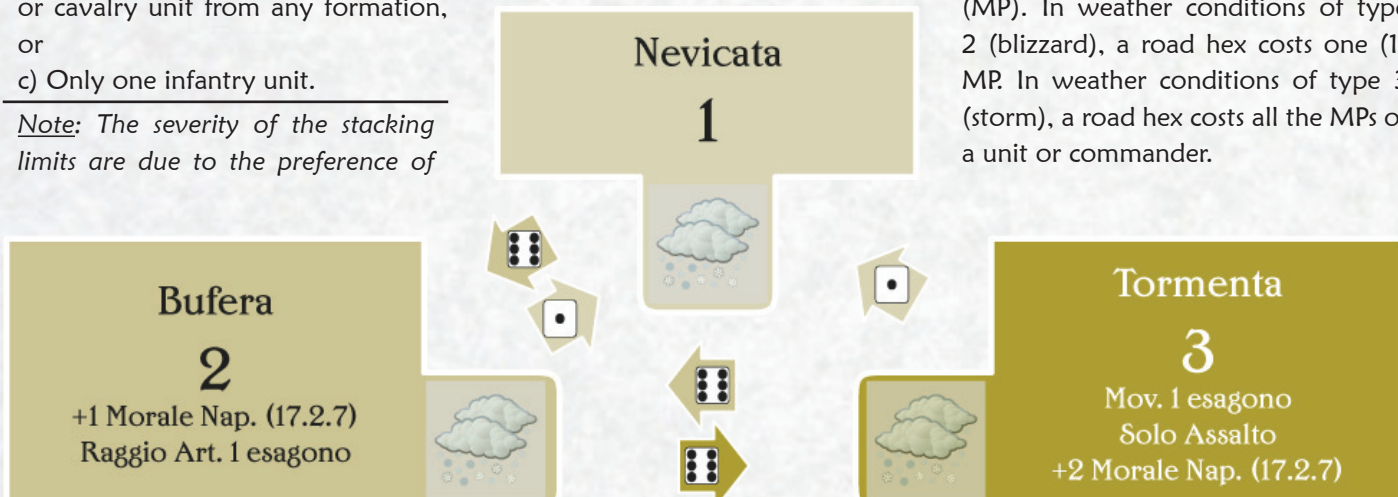 or cavalry unit from any formation,
or
c) Only one infantry unit.
Note: The severity of the stacking
limits are due to the preference of
Nevicata
1
(MP). In weather conditions of type
2 (blizzard), a road hex costs one (1
MP. In weather conditions of type 3
(storm), a road hex costs all the MPs o
a unit or commander.
Bufera
2
+1 Morale Nap. (17.2.7)
Raggio Art. 1 esagono
Tormenta
3
Mov. 1 esagono
Solo Assalto
+2 Morale Nap. (17.2.7)